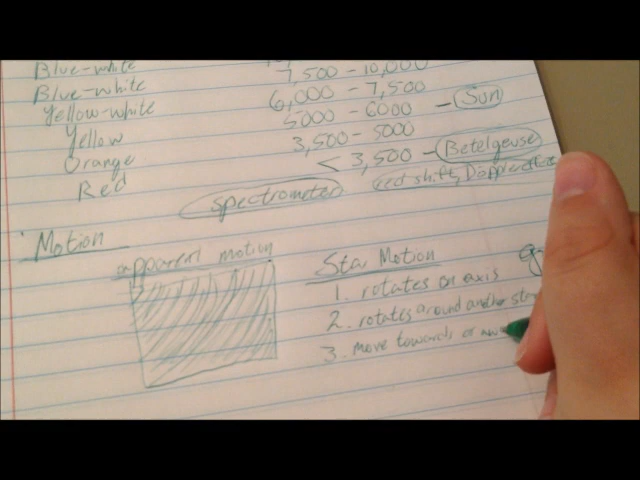 Blue-white
Blue-white 7,500 - 10,000
Yellow-white 6,000 - 7,500
Yellow 5000 - 6000 - Sun
Orange 3,500 - 5000
Red < 3,500 - Betelgeuse
spectrometer red shift, Doppler
Motion
apparent motion
Star Motion
1. rotates on axis
2. rotates around another star
3. move towards or